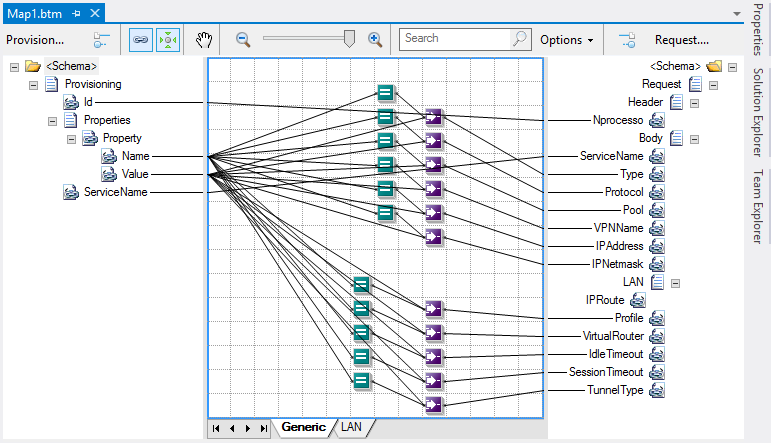 Map1.btm
Provision...
Search
Options
Request....
<Schema>
Provisioning
Id
Properties
Property
Name
Value
ServiceName
<Schema>
Request
Header
Nprocesso
Body
ServiceName
Type
Protocol
Pool
VPNName
IPAddress
IPNetmask
LAN
IPRoute
Profile
VirtualRouter
IdleTimeout
SessionTimeout
TunnelType
Generic
LAN
Properties
Solution Explorer
Team Explorer